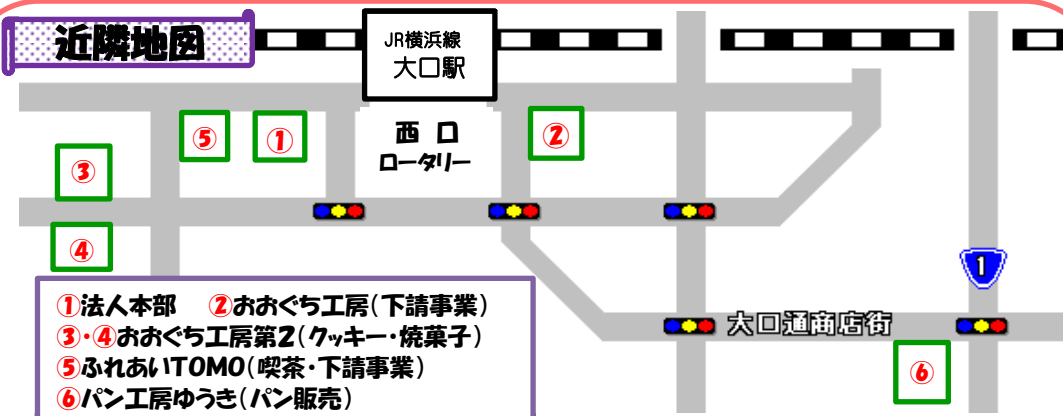 近隣地図
JR横浜線
大口駅
西口
ロータリー
⑤
①
②
③
④
1
大口通商店街
⑥
①法人本部 ②おおぐち工房(下請事業)
③・④おおぐち工房第2(クッキー・焼菓子)
⑤ふれあいTOMO(喫茶・下請事業)
⑥パン工房ゆうき(パン販売)